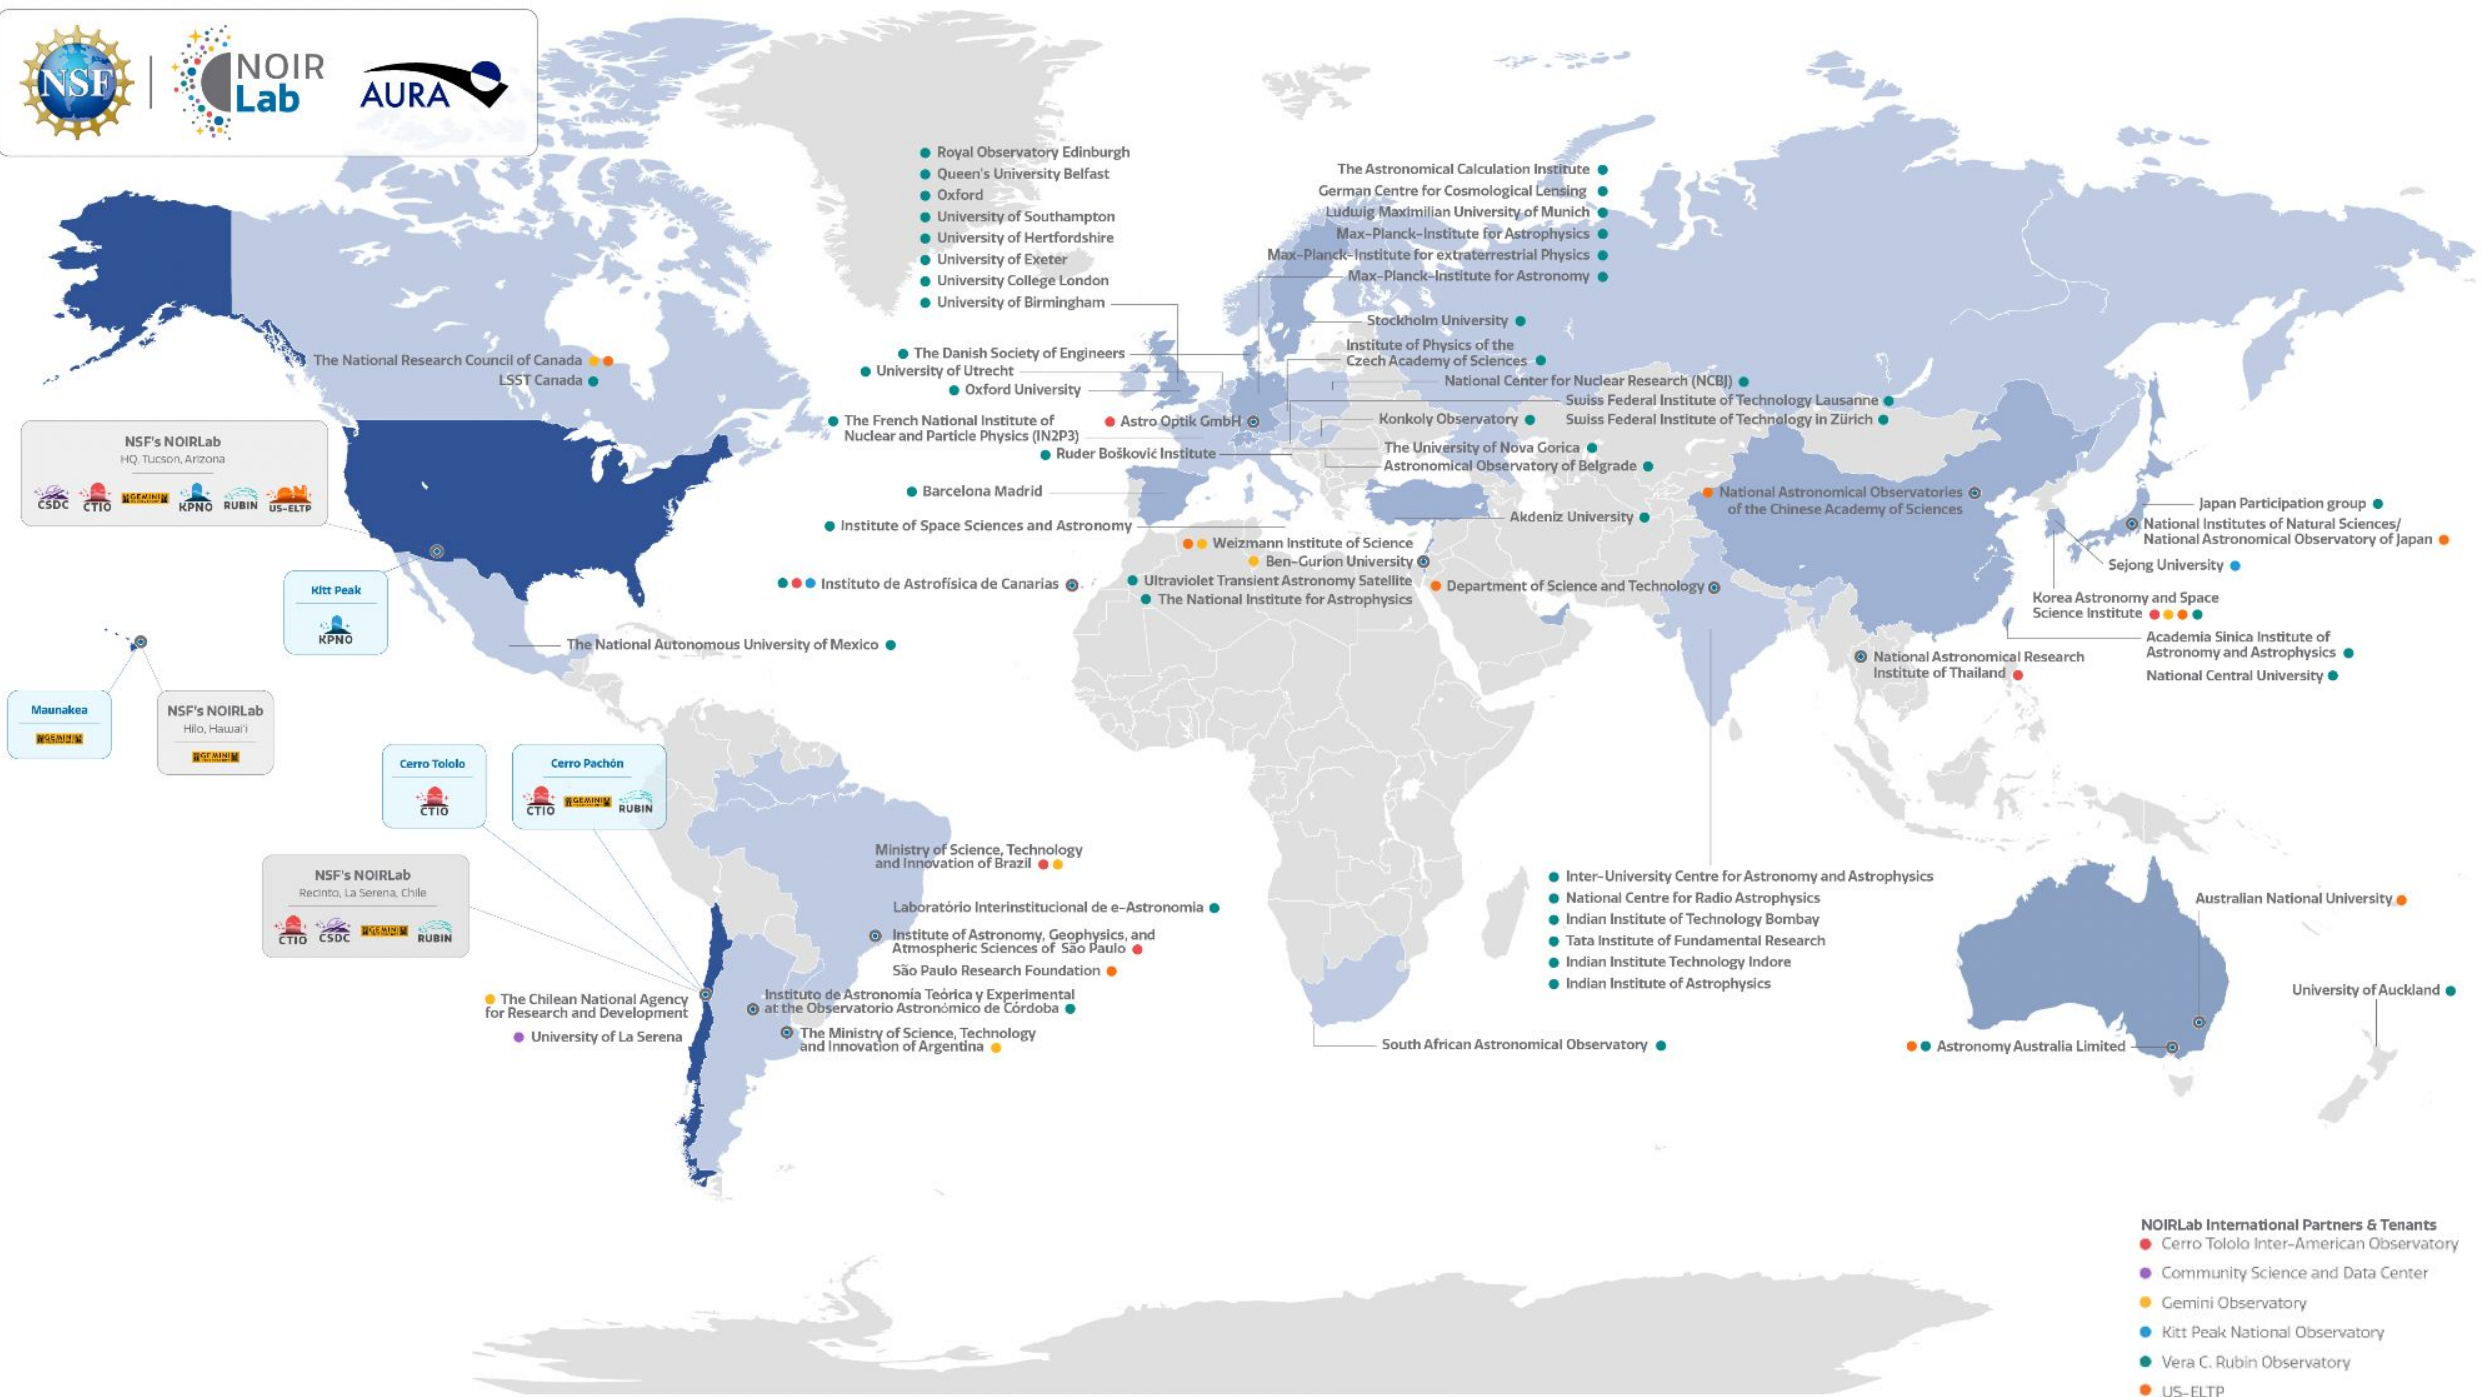 NSF
NOIR
Lab
AURA
Royal Observatory Edinburgh
Queen's University Belfast
Oxford
University of Southampton
University of Hertfordshire
University of Exeter
University College London
University of Birmingham
The Astronomical Calculation Institute
German Centre for Cosmological Lensing
Ludwig Maximilian University of Munich
Max-Planck-Institute for Astrophysics
Max-Planck-Institute for extraterrestrial Physics
Max-Planck-Institute for Astronomy
Stockholm University
Institute of Physics of the
Czech Academy of Sciences
National Center for Nuclear Research (NCBJ)
Swiss Federal Institute of Technology Lausanne
Swiss Federal Institute of Technology in Zürich
Konkoly Observatory
The University of Nova Gorica
Astronomical Observatory of Belgrade
Akdeniz University
The National Research Council of Canada
LSST Canada
The Danish Society of Engineers
University of Utrecht
Oxford University
The French National Institute of
Nuclear and Particle Physics (IN2P3)
Astro Optik GmbH
Ruder Bošković Institute
Barcelona Madrid
Institute of Space Sciences and Astronomy
Weizmann Institute of Science
Ben-Gurion University
Ultraviolet Transient Astronomy Satellite
The National Institute for Astrophysics
Instituto de Astrofísica de Canarias
Department of Science and Technology
National Astronomical Observatories
of the Chinese Academy of Sciences
Japan Participation group
National Institutes of Natural Sciences/
National Astronomical Observatory of Japan
Sejong University
Korea Astronomy and Space
Science Institute
Academia Sinica Institute of
Astronomy and Astrophysics
National Central University
National Astronomical Research
Institute of Thailand
NSF's NOIRLab
HQ, Tucson, Arizona
CSDC CTIO GEMINI KPNO RUBIN US-ELTP
Kitt Peak
KPNO
The National Autonomous University of Mexico
Maunakea
GEMINI
NSF's NOIRLab
Hilo, Hawai'i
GEMINI
Cerro Tololo
CTIO
Cerro Pachón
CTIO GEMINI RUBIN
NSF's NOIRLab
Recinto, La Serena, Chile
CTIO CSDC GEMINI RUBIN
The Chilean National Agency
for Research and Development
University of La Serena
Ministry of Science, Technology
and Innovation of Brazil
Laboratório Interinstitucional de e-Astronomia
Institute of Astronomy, Geophysics, and
Atmospheric Sciences of São Paulo
São Paulo Research Foundation
Instituto de Astronomía Teórica y Experimental
at the Observatorio Astronómico de Córdoba
The Ministry of Science, Technology
and Innovation of Argentina
Inter-University Centre for Astronomy and Astrophysics
National Centre for Radio Astrophysics
Indian Institute of Technology Bombay
Tata Institute of Fundamental Research
Indian Institute Technology Indore
Indian Institute of Astrophysics
South African Astronomical Observatory
Australian National University
University of Auckland
Astronomy Australia Limited
NOIRLab International Partners & Tenants
Cerro Tololo Inter-American Observatory
Community Science and Data Center
Gemini Observatory
Kitt Peak National Observatory
Vera C. Rubin Observatory
US-ELTP